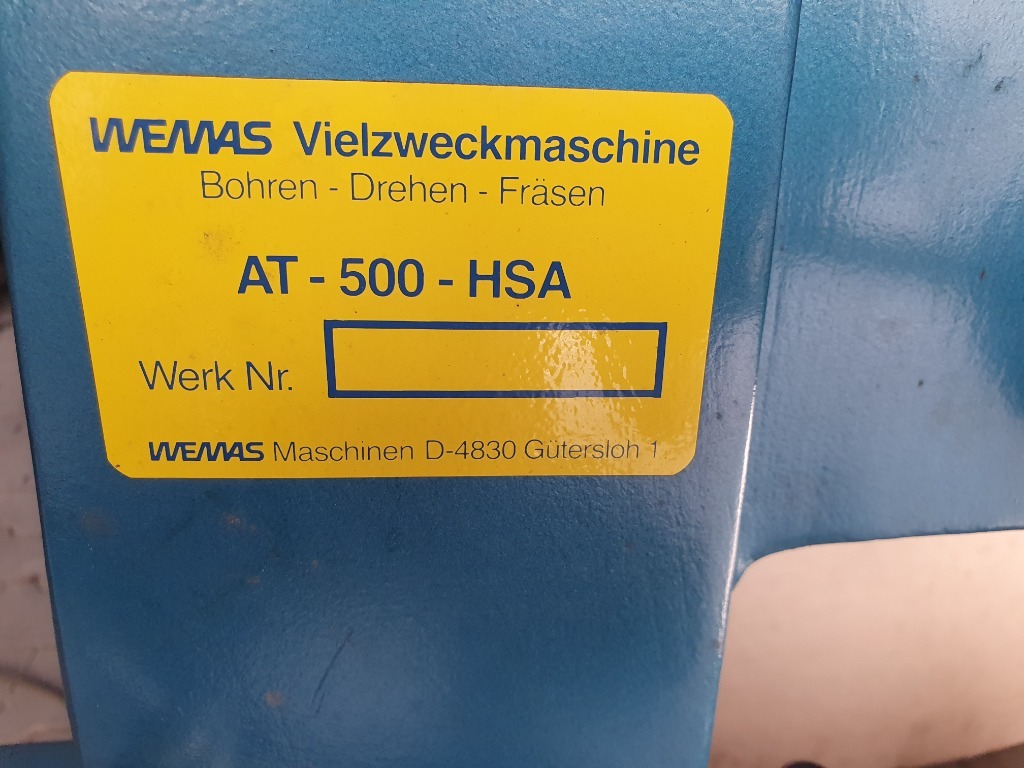 WEMAS Vielzweckmaschine
Bohren - Drehen - Fräsen
AT - 500 - HSA
Werk Nr.
WEMAS Maschinen D-4830 Gütersloh 1